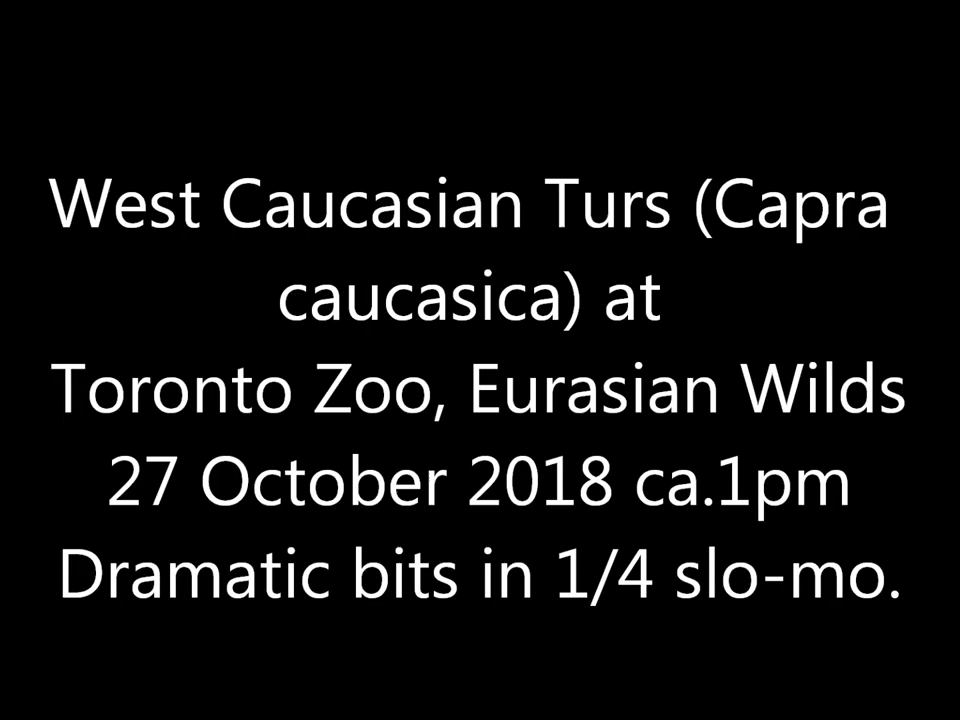 West Caucasian Turs (Capra
caucasica) at
Toronto Zoo, Eurasian Wilds
27 October 2018 ca.1pm
Dramatic bits in 1/4 slo-mo.